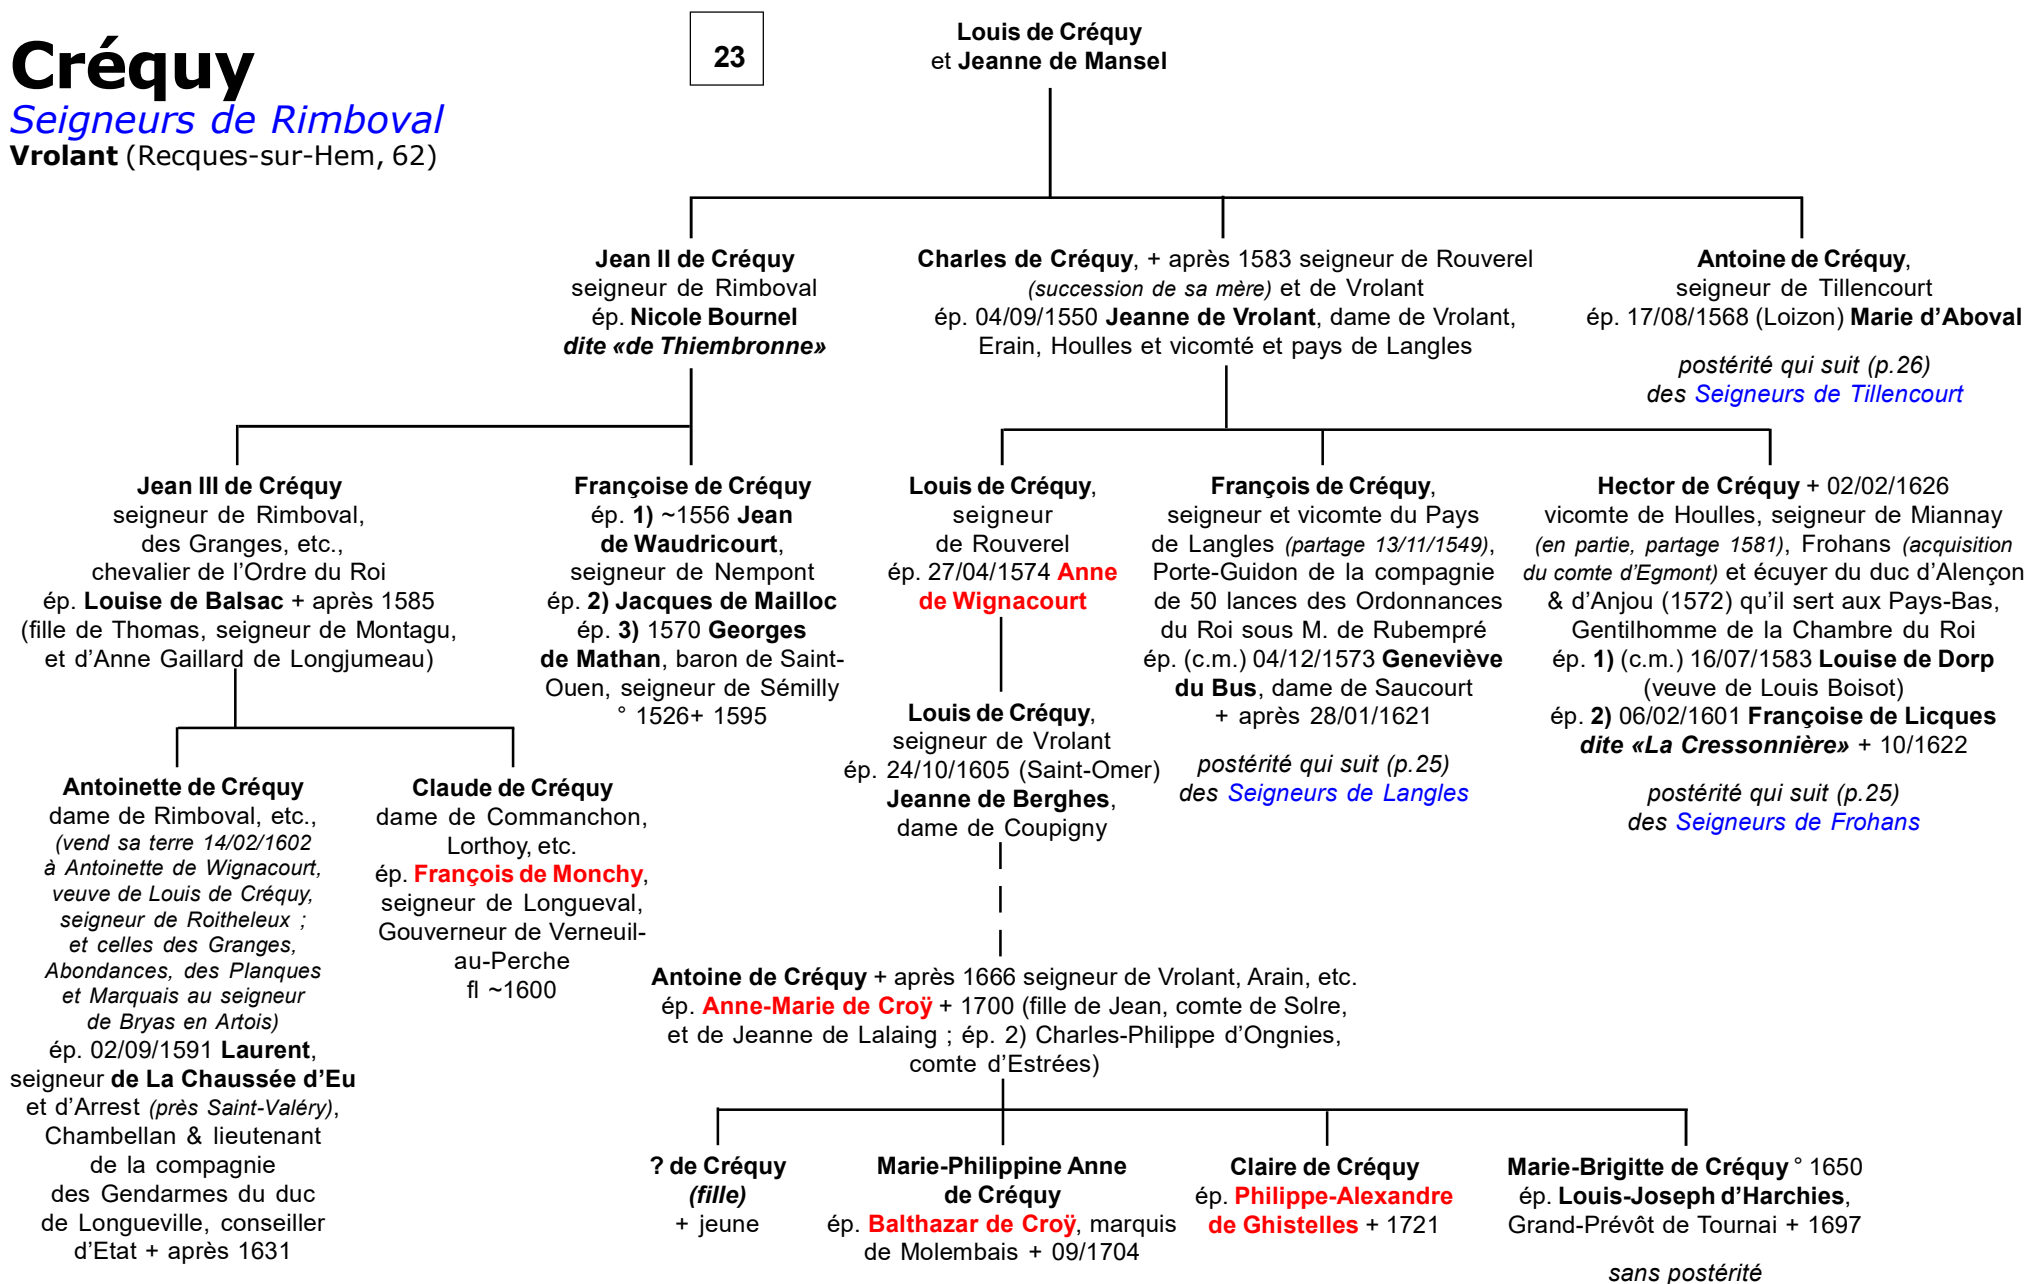 Créquy
Seigneurs de Rimboval
Vrolant (Recques-sur-Hem, 62)
23
Louis de Créquy
et Jeanne de Mansel
Jean II de Créquy
seigneur de Rimboval
ép. Nicole Bournel
dite «de Thiembronne»
Charles de Créquy, + après 1583 seigneur de Rouverel
(succession de sa mère) et de Vrolant
ép. 04/09/1550 Jeanne de Vrolant, dame de Vrolant,
Erain, Houlles et vicomté et pays de Langles
Antoine de Créquy,
seigneur de Tillencourt
ép. 17/08/1568 (Loizon) Marie d’Aboval
postérité qui suit (p.26)
des Seigneurs de Tillencourt
Jean III de Créquy
seigneur de Rimboval,
des Granges, etc.,
chevalier de l’Ordre du Roi
ép. Louise de Balsac + après 1585
(fille de Thomas, seigneur de Montagu,
et d’Anne Gaillard de Longjumeau)
Françoise de Créquy
ép. 1) ~1556 Jean
de Waudricourt,
seigneur de Nempont
ép. 2) Jacques de Mailloc
ép. 3) 1570 Georges
de Mathan, baron de Saint-
Ouen, seigneur de Sémilly
° 1526+ 1595
Louis de Créquy,
seigneur
de Rouverel
ép. 27/04/1574 Anne
de Wignacourt
François de Créquy,
seigneur et vicomte du Pays
de Langles (partage 13/11/1549),
Porte-Guidon de la compagnie
de 50 lances des Ordonnances
du Roi sous M. de Rubempré
ép. (c.m.) 04/12/1573 Geneviève
du Bus, dame de Saucourt
+ après 28/01/1621
postérité qui suit (p.25)
des Seigneurs de Langles
Hector de Créquy + 02/02/1626
vicomte de Houlles, seigneur de Miannay
(en partie, partage 1581), Frohans (acquisition
du comte d’Egmont) et écuyer du duc d’Alençon
& d’Anjou (1572) qu’il sert aux Pays-Bas,
Gentilhomme de la Chambre du Roi
ép. 1) (c.m.) 16/07/1583 Louise de Dorp
(veuve de Louis Boisot)
ép. 2) 06/02/1601 Françoise de Licques
dite «La Cressonnière» + 10/1622
postérité qui suit (p.25)
des Seigneurs de Frohans
Louis de Créquy,
seigneur de Vrolant
ép. 24/10/1605 (Saint-Omer)
Jeanne de Berghes,
dame de Coupigny
Antoinette de Créquy
dame de Rimboval, etc.,
(vend sa terre 14/02/1602
à Antoinette de Wignacourt,
veuve de Louis de Créquy,
seigneur de Roitheleux ;
et celles des Granges,
Abondances, des Planques
et Marquais au seigneur
de Bryas en Artois)
ép. 02/09/1591 Laurent,
seigneur de La Chaussée d’Eu
et d’Arrest (près Saint-Valéry),
Chambellan & lieutenant
de la compagnie
des Gendarmes du duc
de Longueville, conseiller
d’Etat + après 1631
Claude de Créquy
dame de Commanchon,
Lorthoy, etc.
ép. François de Monchy,
seigneur de Longueval,
Gouverneur de Verneuil-
au-Perche
fl ~1600
Antoine de Créquy + après 1666 seigneur de Vrolant, Arain, etc.
ép. Anne-Marie de Croÿ + 1700 (fille de Jean, comte de Solre,
et de Jeanne de Lalaing ; ép. 2) Charles-Philippe d’Ongnies,
comte d’Estrées)
? de Créquy
(fille)
+ jeune
Marie-Philippine Anne
de Créquy
ép. Balthazar de Croÿ, marquis
de Molembais + 09/1704
Claire de Créquy
ép. Philippe-Alexandre
de Ghistelles + 1721
Marie-Brigitte de Créquy ° 1650
ép. Louis-Joseph d’Harchies,
Grand-Prévôt de Tournai + 1697
sans postérité